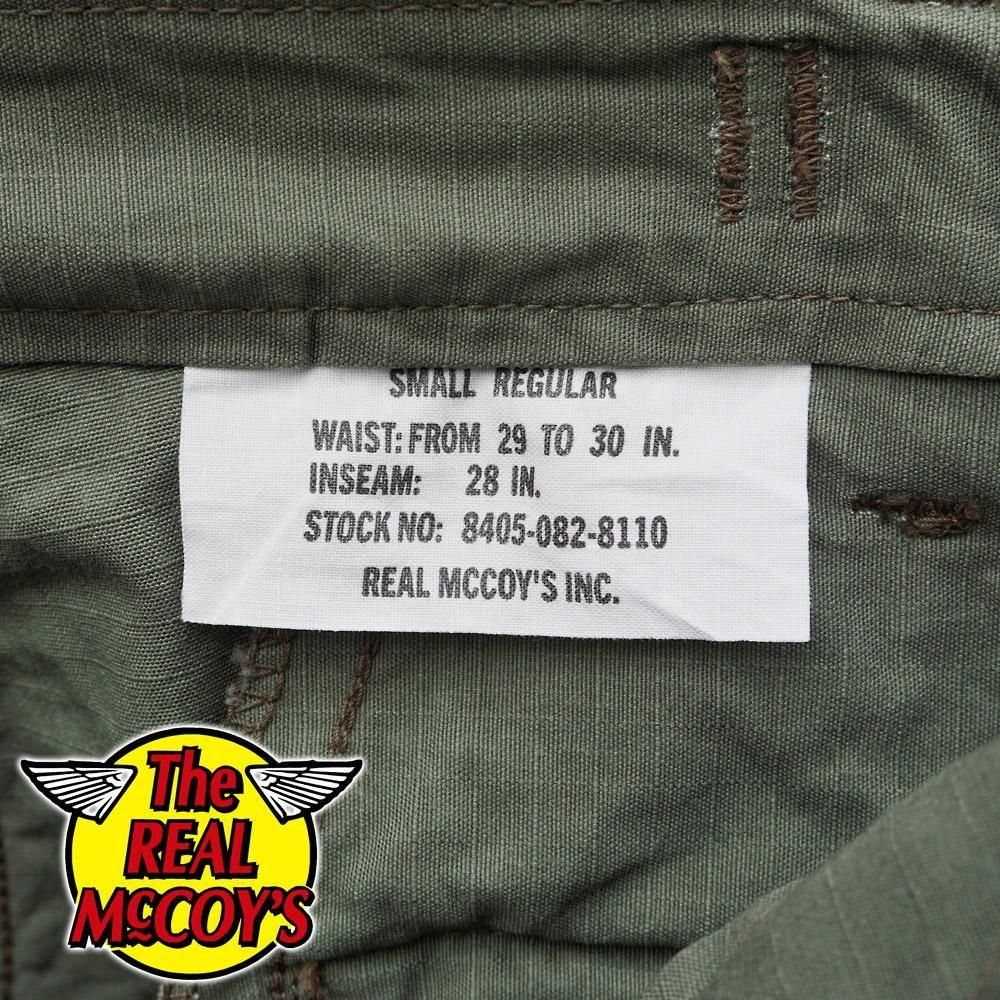 SMALL REGULAR
WAIST: FROM 29 TO 30 IN.
INSEAM: 28 IN.
STOCK NO: 8405-082-8110
REAL MCCOY'S INC.
The
REAL
McCOY'S